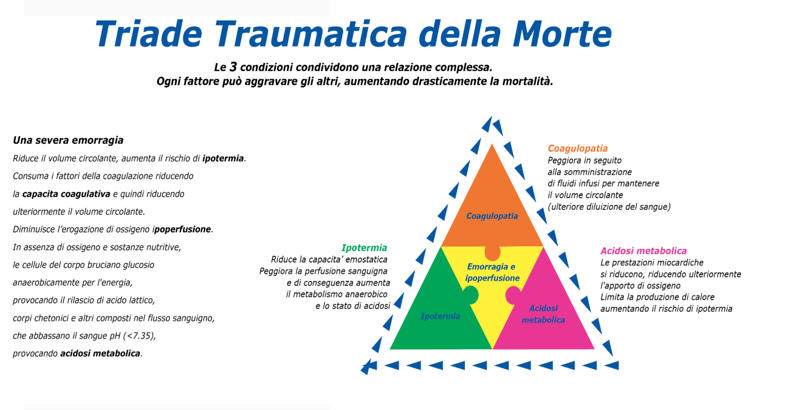 Triade Traumatica della Morte
Le 3 condizioni condividono una relazione complessa.
Ogni fattore può aggravare gli altri, aumentando drasticamente la mortalità.
Una severa emorragia
Riduce il volume circolante, aumenta il rischio di ipotermia.
Consuma i fattori della coagulazione riducendo
la capacita coagulativa e quindi riducendo
ulteriormente il volume circolante.
Diminuisce l'erogazione di ossigeno ipoperfusione.
In assenza di ossigeno e sostanze nutritive,
le cellule del corpo bruciano glucosio
anaerobicamente per l'energia,
provocando il rilascio di acido lattico,
corpi chetonici e altri composti nel flusso sanguigno,
che abbassano il sangue pH (<7.35),
provocando acidosi metabolica.
Ipotermia
Riduce la capacita' emostatica
Peggiora la perfusione sanguigna
e di conseguenza aumenta
il metabolismo anaerobico
e lo stato di acidosi
Coagulopatia
Emorragia e
ipoperfusione
Ipotermia
Acidosi
metabolica
Coagulopatia
Peggiora in seguito
alla somministrazione
di fluidi infusi per mantenere
il volume circolante
(ulteriore diluizione del sangue)
Acidosi metabolica
Le prestazioni miocardiche
si riducono, riducendo ulteriormente
l'apporto di ossigeno
Limita la produzione di calore
aumentando il rischio di ipotermia